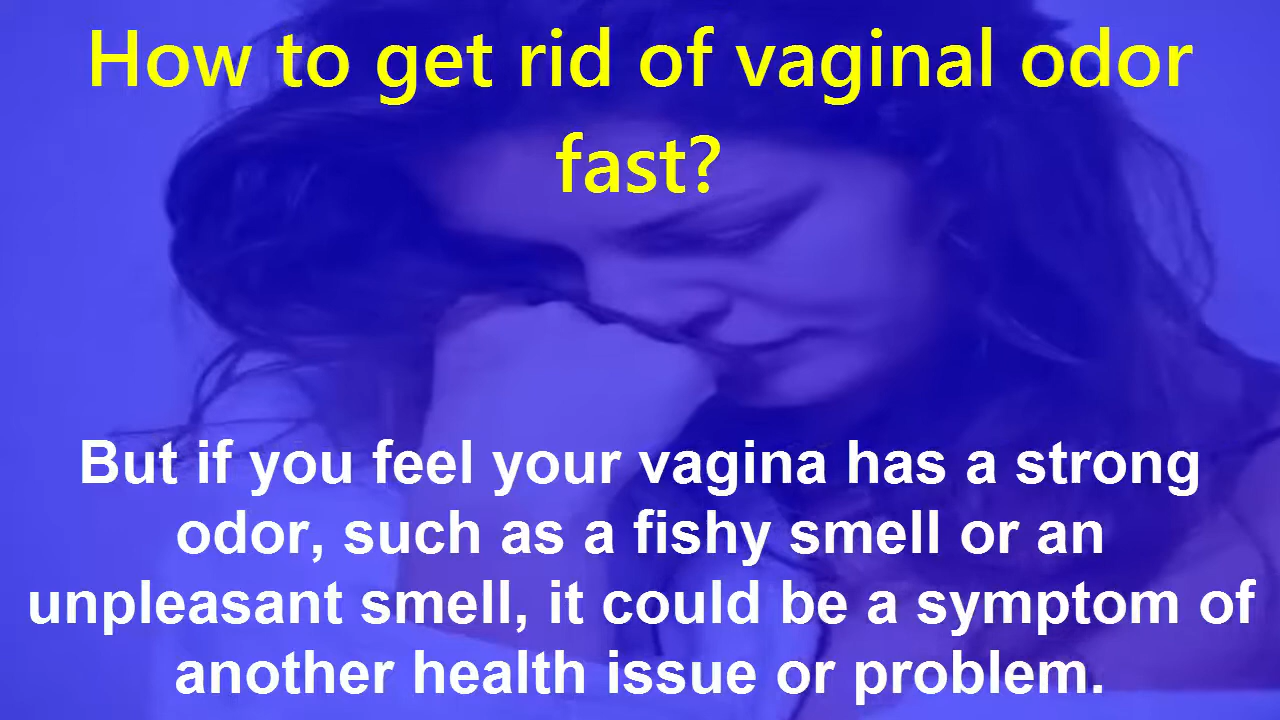 How to get rid of vaginal odor
fast?
But if you feel your vagina has a strong
odor, such as a fishy smell or an
unpleasant smell, it could be a symptom of
another health issue or problem.